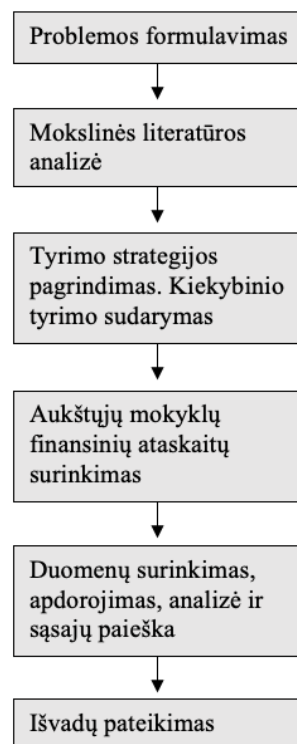 Problemos formulavimas
Mokslinės literatūros
analizė
Tyrimo strategijos
pagrindimas. Kiekybinio
tyrimo sudarymas
Aukštųjų mokyklų
finansinių ataskaitų
surinkimas
Duomenų surinkimas,
apdorojimas, analizė ir
sąsajų paieška
Išvadų pateikimas